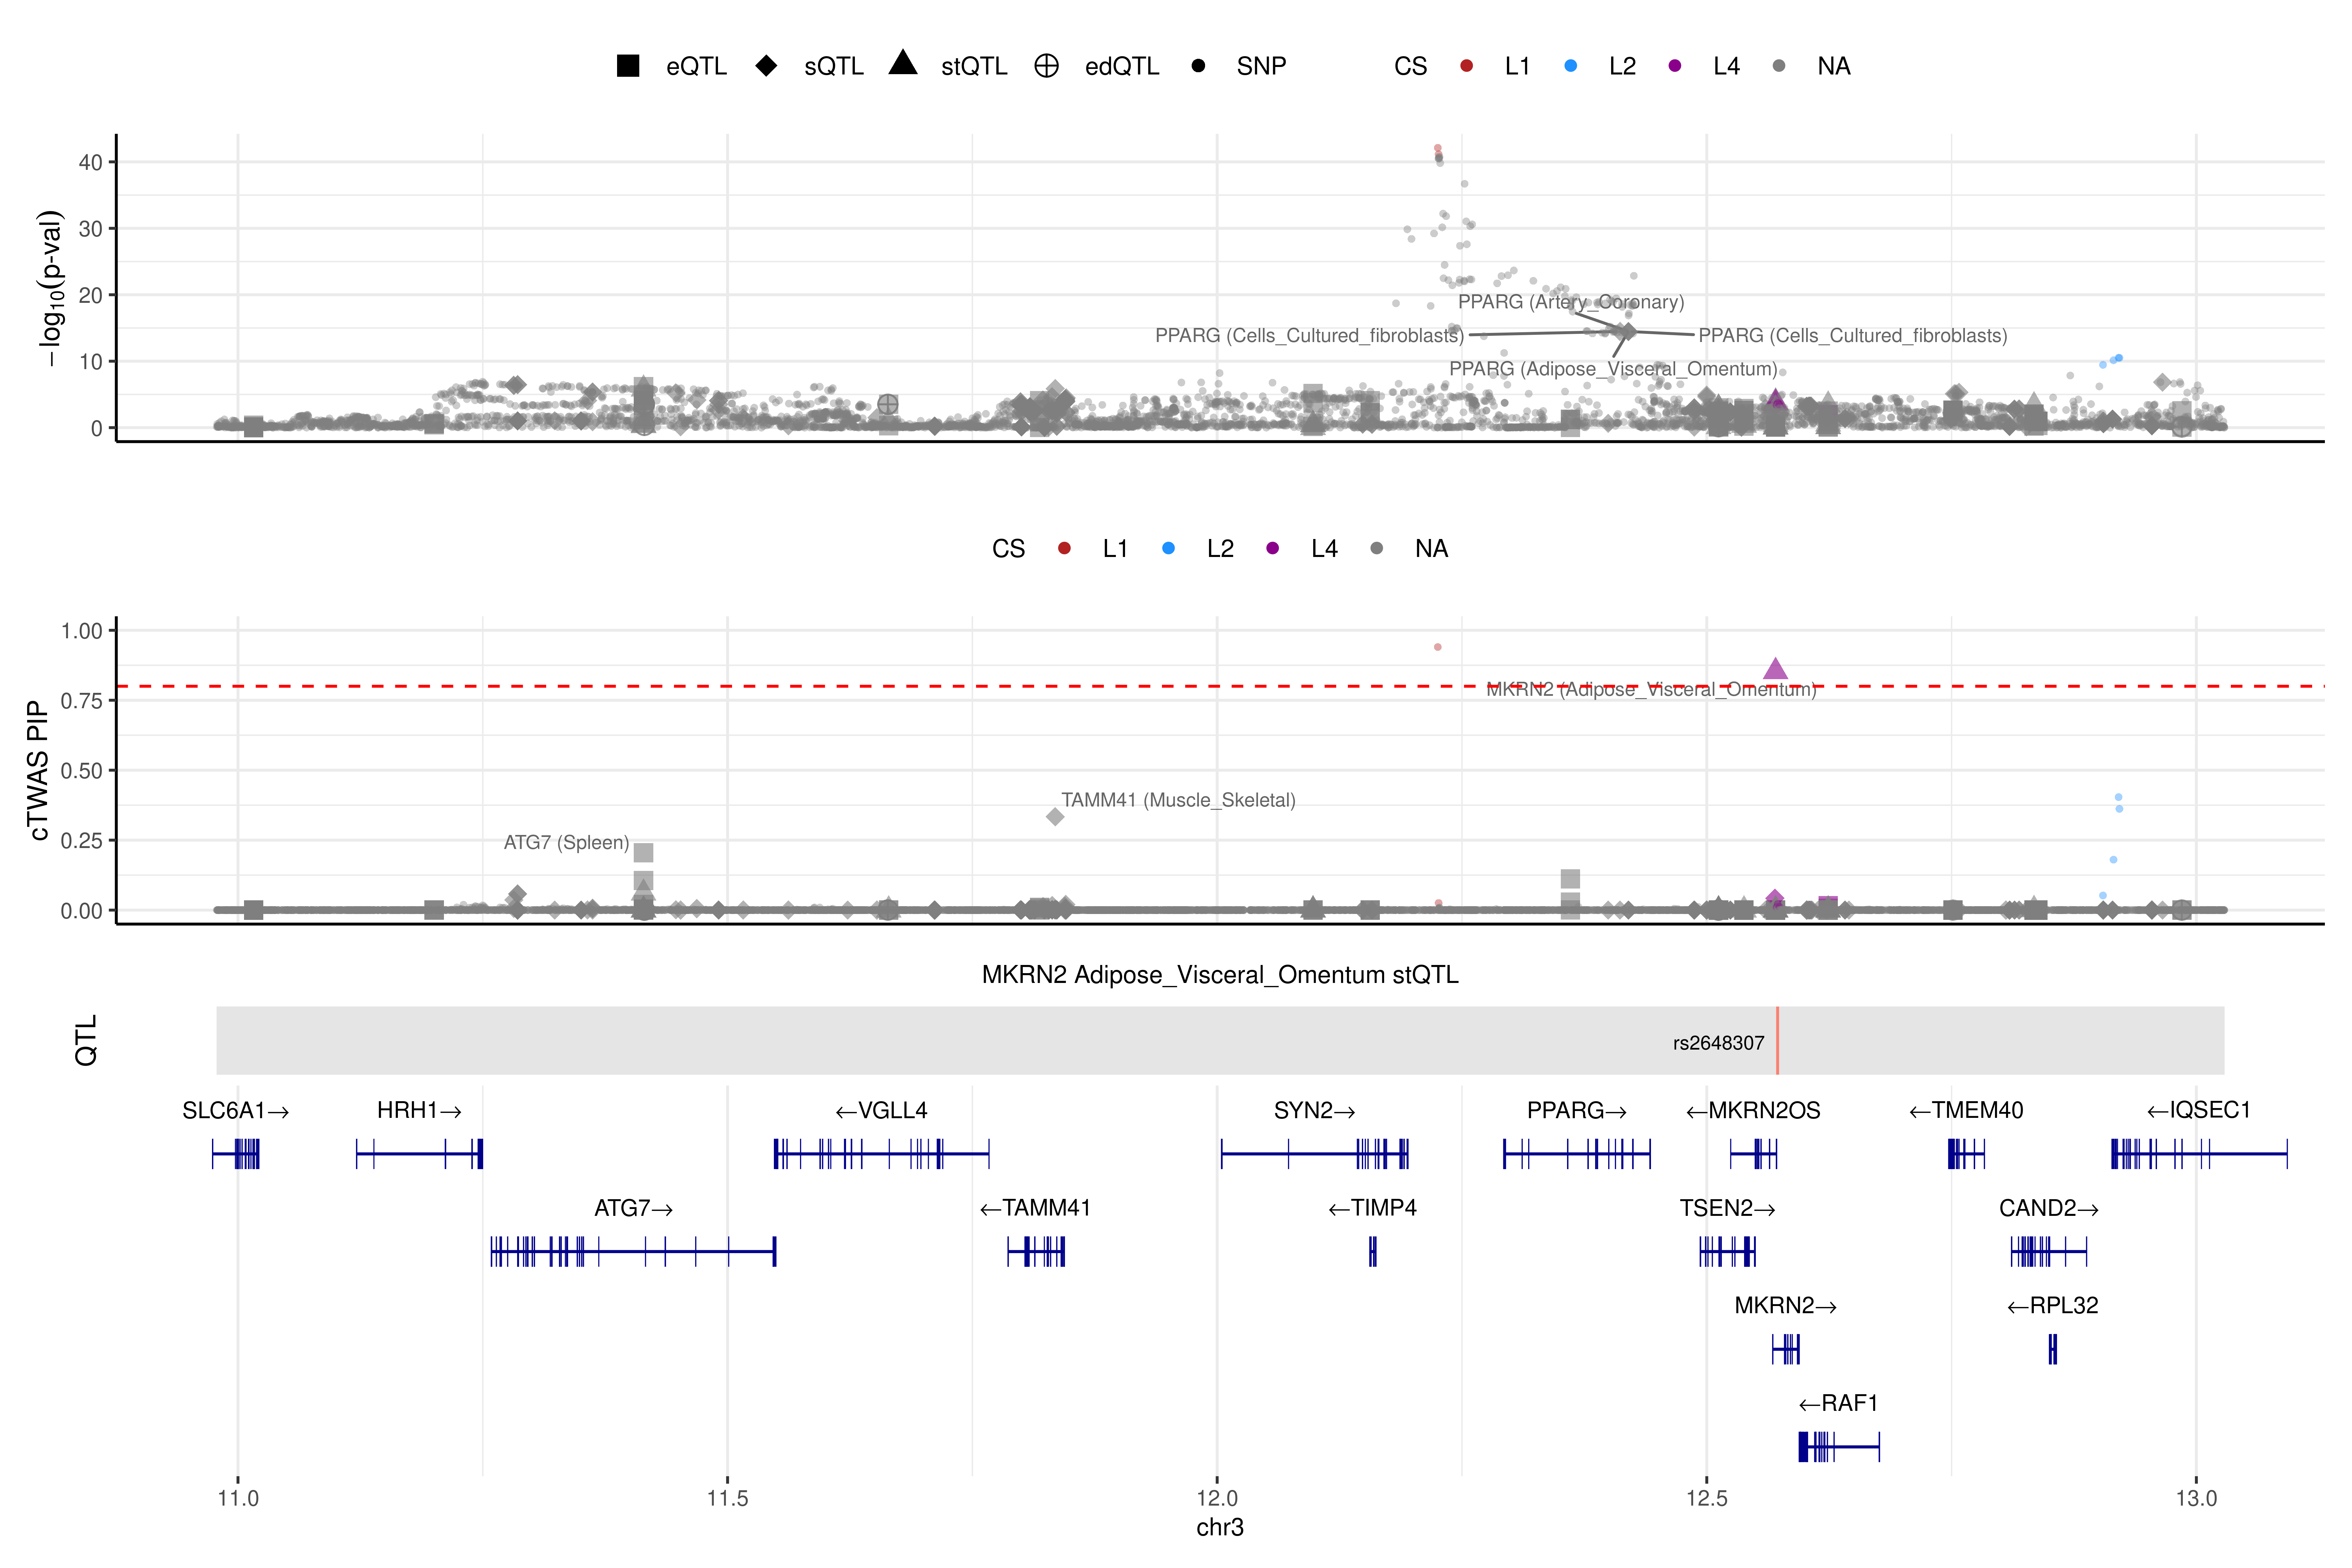 eQTL sQTL stQTL edQTL SNP CS L1 L2 L4 NA
−log10(p-val)
40
30
20
10
0
PPARG (Artery_Coronary)
PPARG (Cells_Cultured_fibroblasts) PPARG (Cells_Cultured_fibroblasts)
PPARG (Adipose_Visceral_Omentum)
CS L1 L2 L4 NA
cTWAS PIP
1.00
0.75
0.50
0.25
0.00
MKRN2 (Adipose_Visceral_Omentum)
TAMM41 (Muscle_Skeletal)
ATG7 (Spleen)
MKRN2 Adipose_Visceral_Omentum stQTL
QTL
rs2648307
SLC6A1→ HRH1→ ←VGLL4 SYN2→ PPARG→ ←MKRN2OS ←TMEM40 ←IQSEC1
ATG7→ ←TAMM41 ←TIMP4 TSEN2→ CAND2→
MKRN2→ ←RPL32
←RAF1
11.0 11.5 12.0 12.5 13.0
chr3